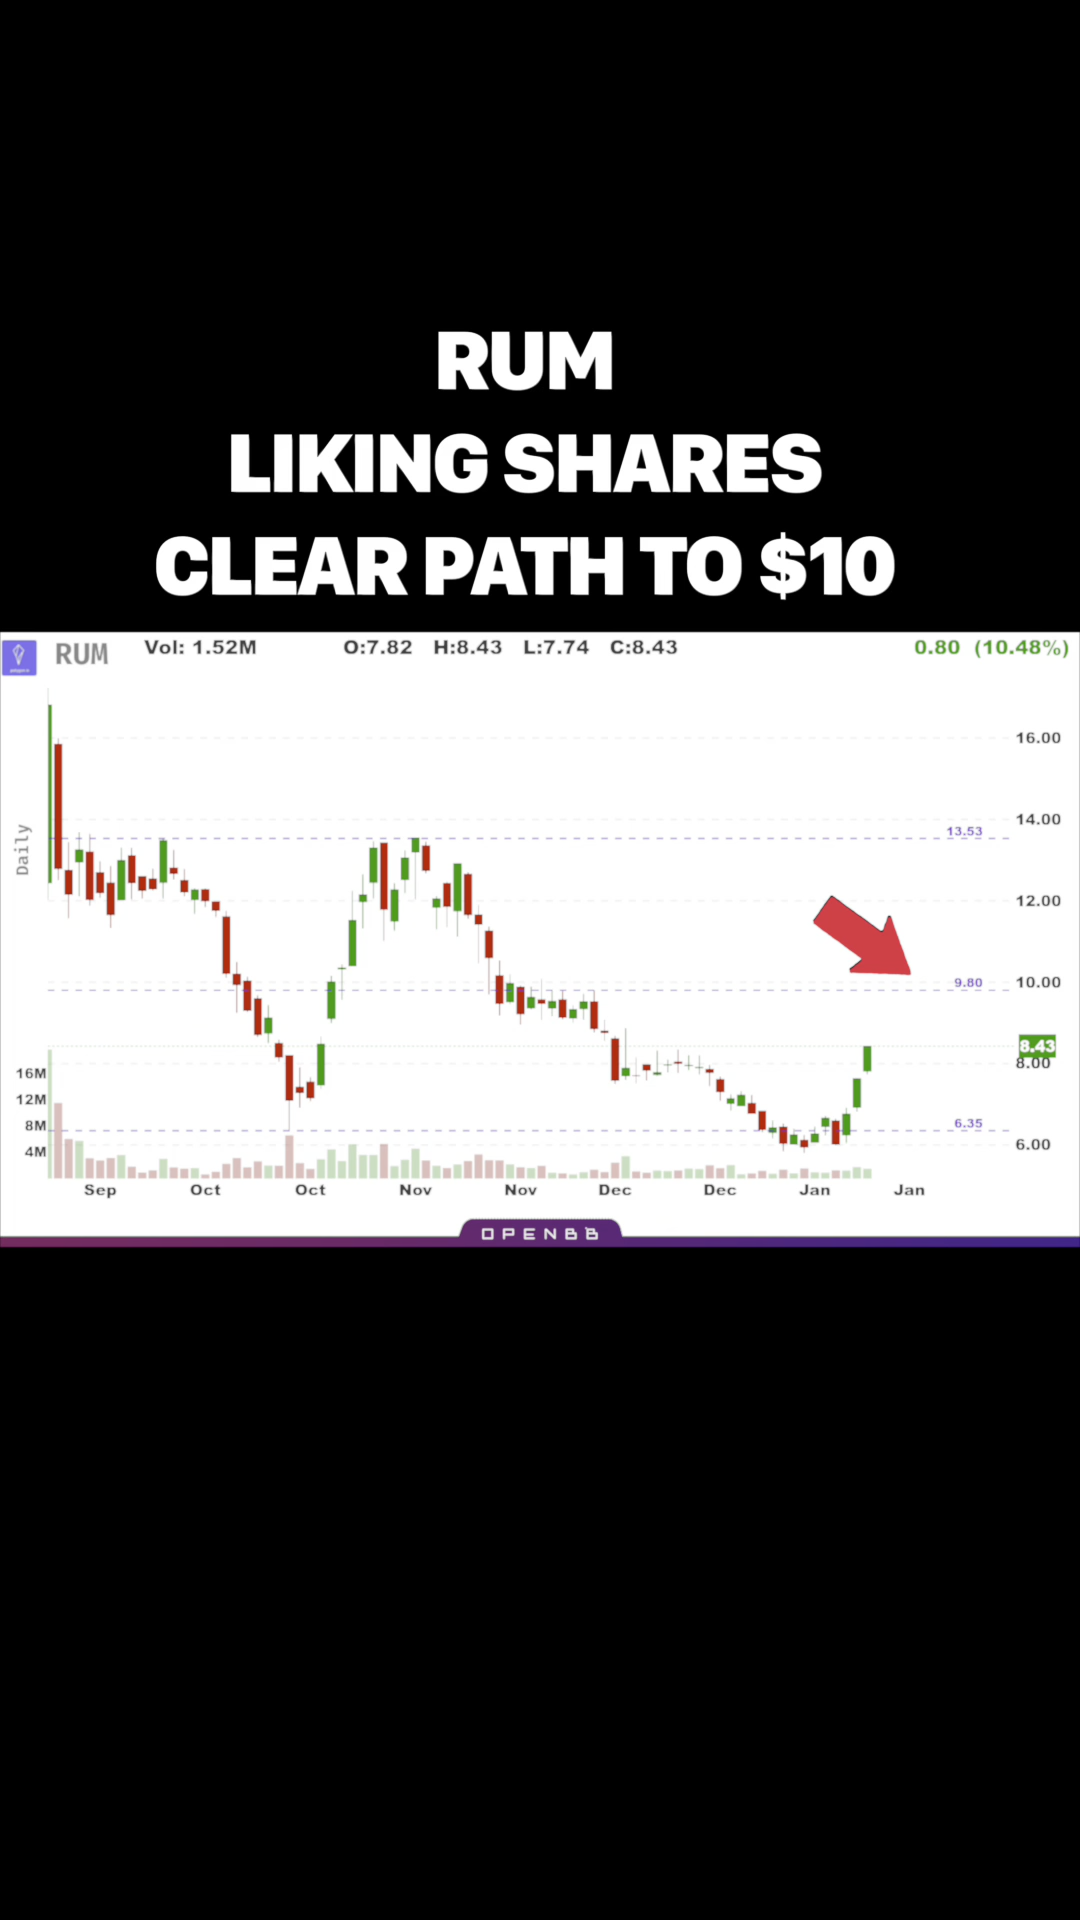 RUM
LIKING SHARES
CLEAR PATH TO $10
RUM Vol: 1.52M O:7.82 H:8.43 L:7.74 C:8.43 0.80 (10.48%)
Daily
16.00
14.00
13.53
12.00
10.00
9.80
8.43
8.00
6.35
6.00
16M
12M
8M
4M
Sep Oct Oct Nov Nov Dec Dec Jan Jan
OPENBB